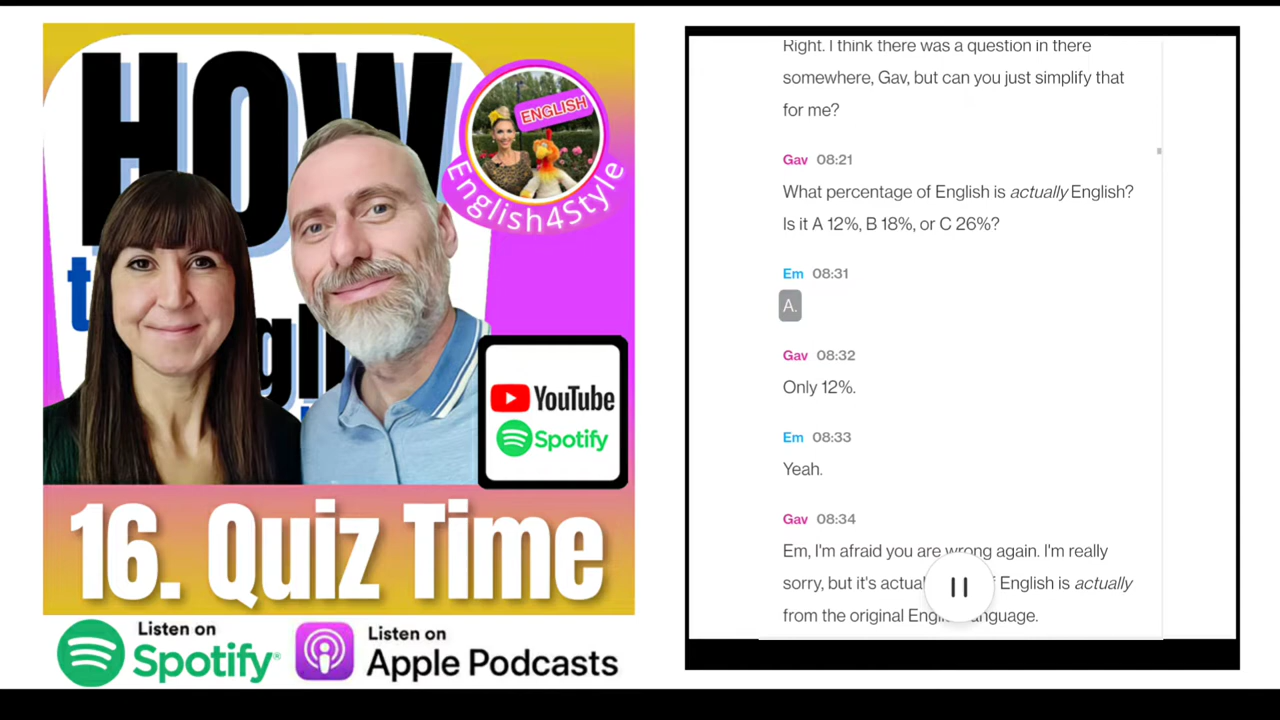 HOW
ENGLISH
English4Style
YouTube
Spotify
16. Quiz Time
Listen on
Spotify
Listen on
Apple Podcasts
Right. I think there was a question in there
somewhere, Gav, but can you just simplify that
for me?
Gav 08:21
What percentage of English is actually English?
Is it A 12%, B 18%, or C 26%?
Em 08:31
A.
Gav 08:32
Only 12%.
Em 08:33
Yeah.
Gav 08:34
Em, I'm afraid you are wrong again. I'm really
sorry, but it's English is actually
from the original